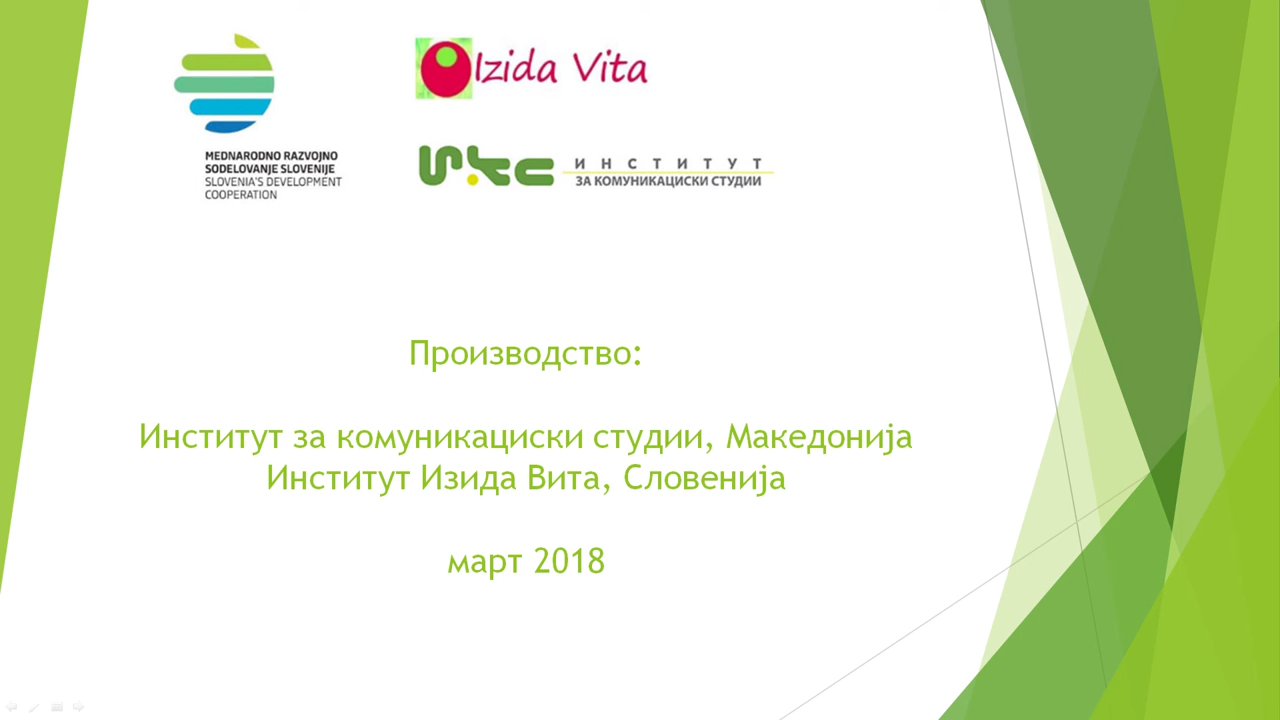 Izida Vita
MEDNARODNO RAZVOJNO
SODELOVANJE SLOVENIJE
SLOVENIA'S DEVELOPMENT
COOPERATION
ИНСТИТУТ
ЗА КОМУНИКАЦИСКИ СТУДИИ
Производство:
Институт за комуникациски студии, Македонија
Институт Изида Вита, Словенија
март 2018